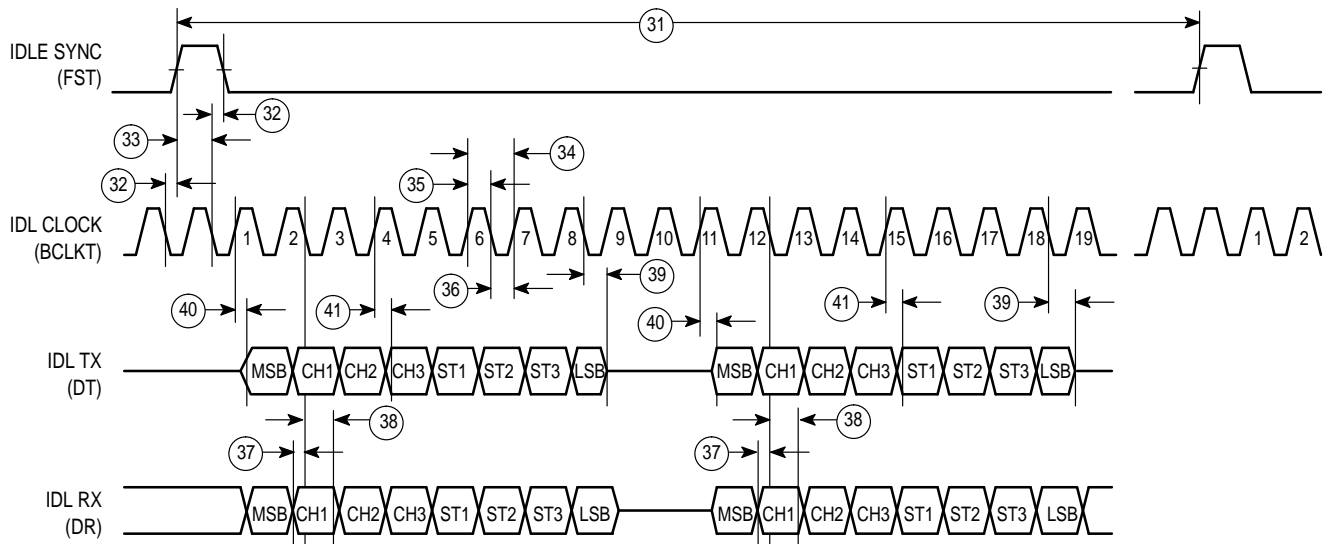 31
IDLE SYNC
(FST)
32
33
34
32
35
IDL CLOCK
(BCLKT)
1 2 3 4 5 6 7 8 9 10 11 12 13 14 15 16 17 18 19 1 2
36
39
40
41
40
41
39
IDL TX
(DT)
MSB CH1 CH2 CH3 ST1 ST2 ST3 LSB MSB CH1 CH2 CH3 ST1 ST2 ST3 LSB
38
38
37
37
IDL RX
(DR)
MSB CH1 CH2 CH3 ST1 ST2 ST3 LSB MSB CH1 CH2 CH3 ST1 ST2 ST3 LSB